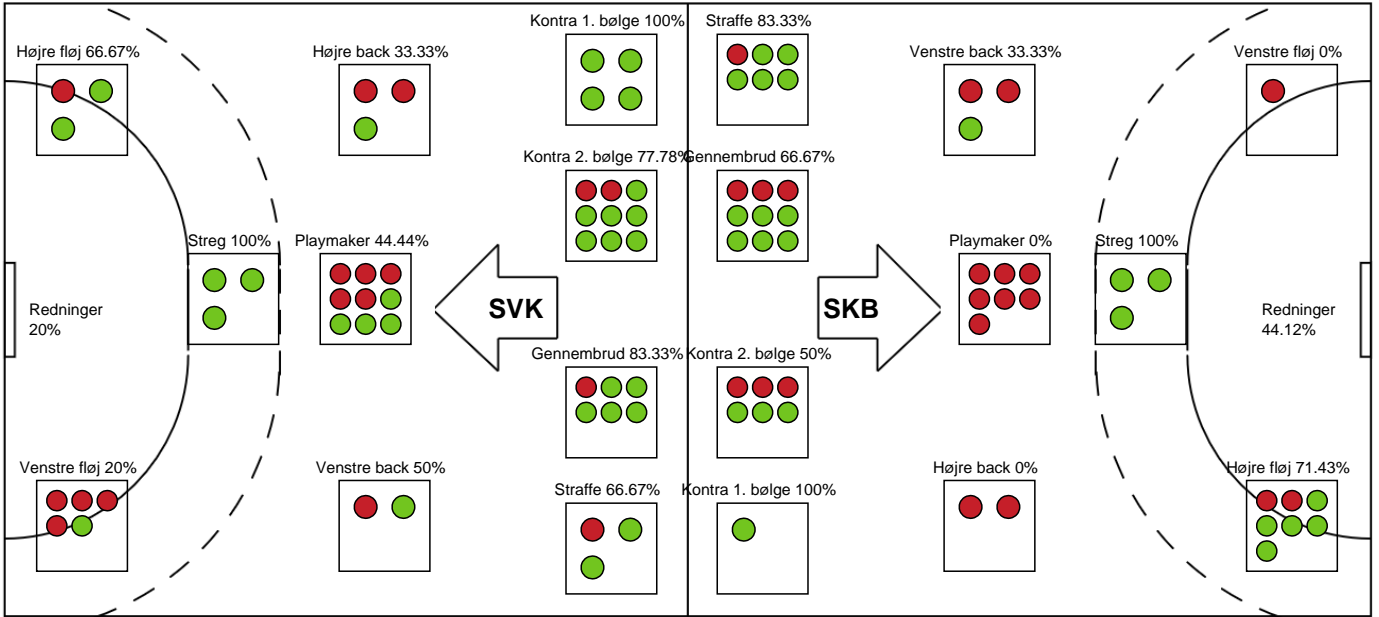 Kontra 1. bølge 100%
Straffe 83.33%
Højre fløj 66.67%
Højre back 33.33%
Venstre back 33.33%
Venstre fløj 0%
Kontra 2. bølge 77.78%
Gennembrud 66.67%
Streg 100%
Playmaker 44.44%
Playmaker 0%
Streg 100%
Redninger
20%
SVK
SKB
Redninger
44.12%
Gennembrud 83.33%
Kontra 2. bølge 50%
Venstre fløj 20%
Venstre back 50%
Højre back 0%
Højre fløj 71.43%
Straffe 66.67%
Kontra 1. bølge 100%